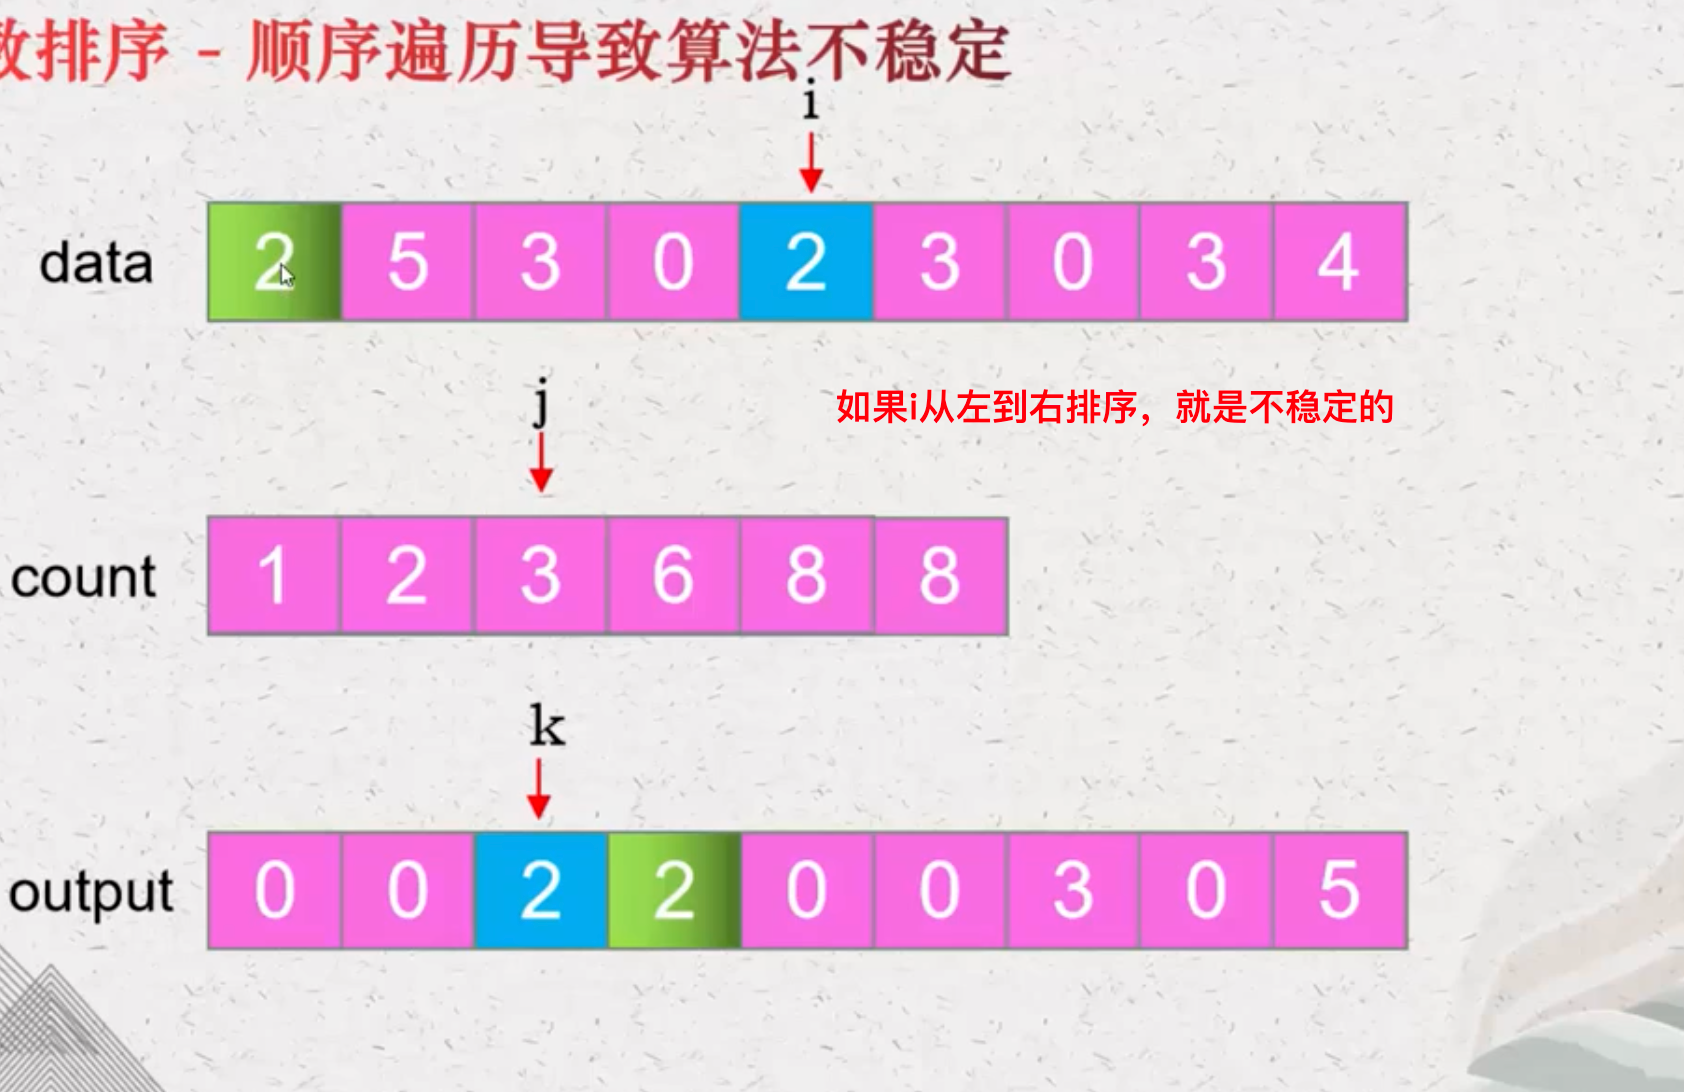 排序 - 顺序遍历导致算法不稳定
i
data 2 5 3 0 2 3 0 3 4
j
如果i从左到右排序，就是不稳定的
count 1 2 3 6 8 8
k
output 0 0 2 2 0 0 3 0 5